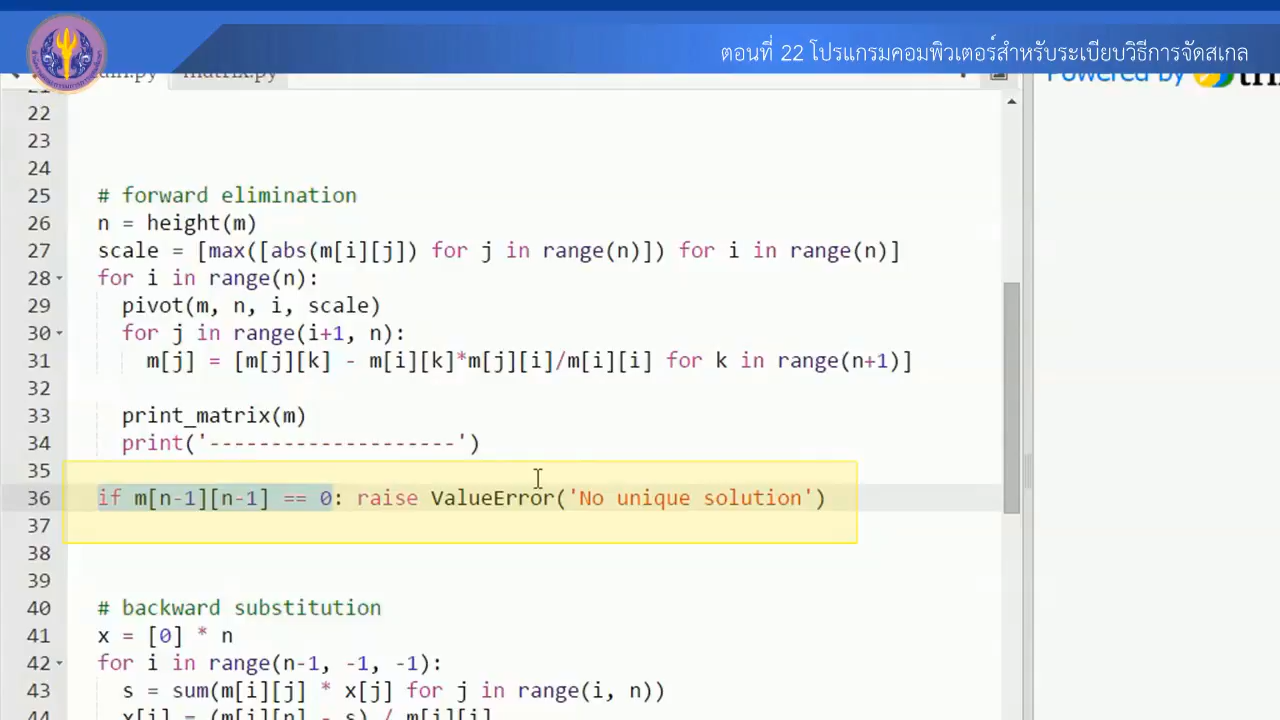 ตอนที่ 22 โปรแกรมคอมพิวเตอร์สำหรับระเบียบวิธีการจัดสเกล
matrix.py
Powered by
21
22
23
24
25 # forward elimination
26 n = height(m)
27 scale = [max([abs(m[i][j]) for j in range(n)]) for i in range(n)]
28 for i in range(n):
29 pivot(m, n, i, scale)
30 for j in range(i+1, n):
31 m[j] = [m[j][k] - m[i][k]*m[j][i]/m[i][i] for k in range(n+1)]
32
33 print_matrix(m)
34 print('--------------------')
35
36 if m[n-1][n-1] == 0: raise ValueError('No unique solution')
37
38
39
40 # backward substitution
41 x = [0] * n
42 for i in range(n-1, -1, -1):
43 s = sum(m[i][j] * x[j] for j in range(i, n))
44 x[i] = (m[i][n] - s) / m[i][i]